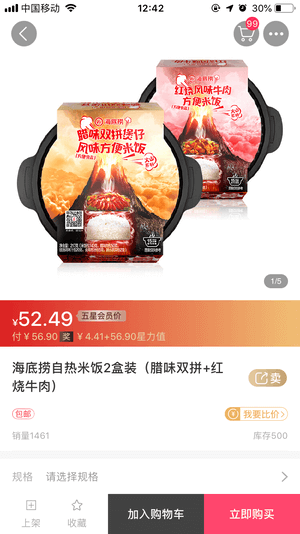 中国移动
12:42
30%
99
海底捞
腊味双拼煲仔
风味方便米饭
海底捞
红烧风味牛肉
方便米饭
1/5
¥52.49 五星会员价
付 ¥ 56.90 奖 ¥ 4.41+56.90星力值
海底捞自热米饭2盒装（腊味双拼+红
烧牛肉）
卖
包邮
我要比价>
销量1461
库存500
规格 请选择规格
上架
收藏
加入购物车
立即购买